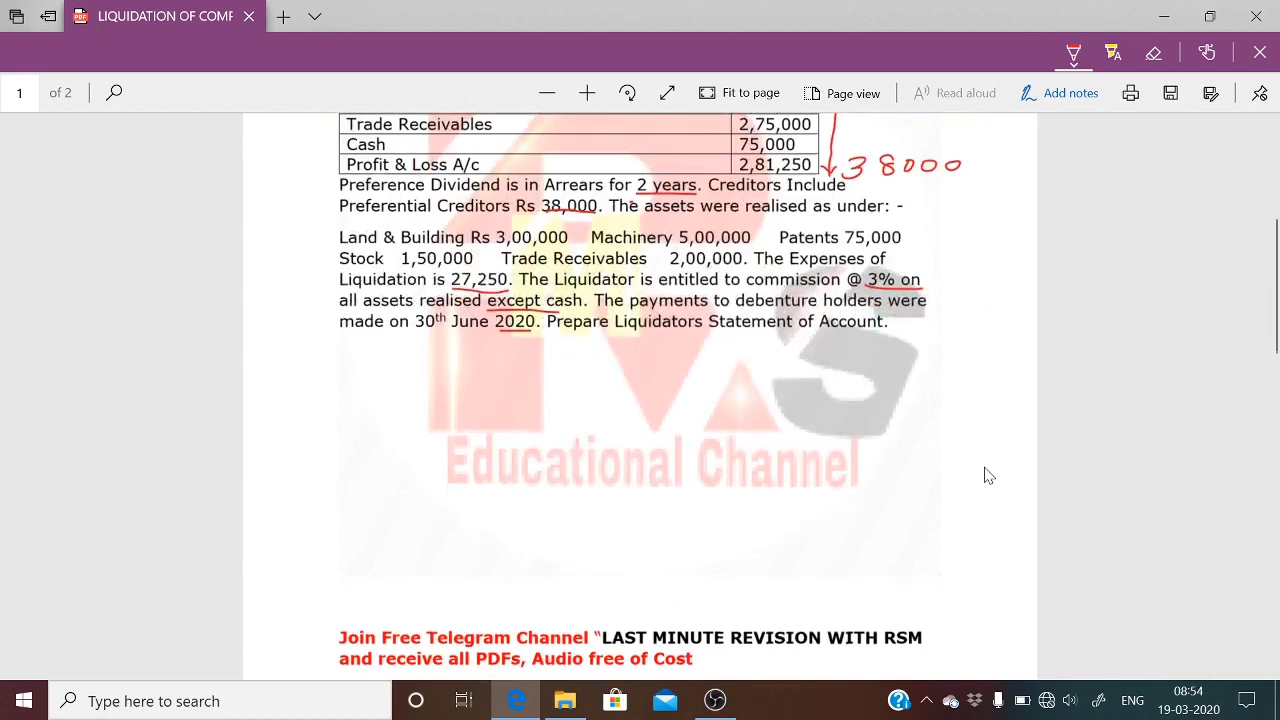 LIQUIDATION OF COMP
1 of 2
Fit to page
Page view
Read aloud
Add notes
Trade Receivables 2,75,000
Cash 75,000
Profit & Loss A/c 2,81,250
38000
Preference Dividend is in Arrears for 2 years. Creditors Include
Preferential Creditors Rs 38,000. The assets were realised as under: -
Land & Building Rs 3,00,000 Machinery 5,00,000 Patents 75,000
Stock 1,50,000 Trade Receivables 2,00,000. The Expenses of
Liquidation is 27,250. The Liquidator is entitled to commission @ 3% on
all assets realised except cash. The payments to debenture holders were
made on 30th June 2020. Prepare Liquidators Statement of Account.
Educational Channel
Join Free Telegram Channel "LAST MINUTE REVISION WITH RSM
and receive all PDFs, Audio free of Cost
Type here to search
ENG
08:54
19-03-2020